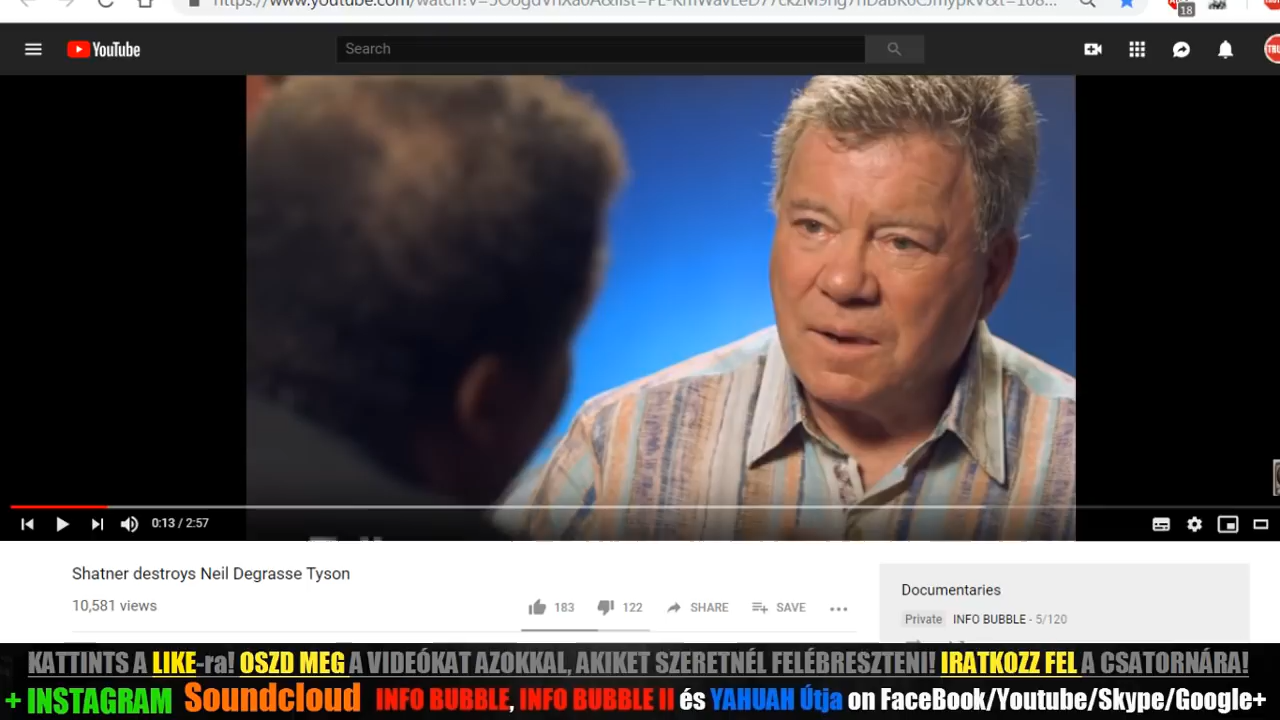 YouTube
Search
18
0:13 / 2:57
Shatner destroys Neil Degrasse Tyson
10,581 views
183
122
SHARE
SAVE
Documentaries
Private INFO BUBBLE - 5/120
KATTINTS A LIKE-ra! OSZD MEG A VIDEÓKAT AZOKKAL, AKIKET SZERETNÉL FELÉBRESZTENI! IRATKOZZ FEL A CSATORNÁRA!
+ INSTAGRAM Soundcloud INFO BUBBLE, INFO BUBBLE II és YAHUAH Útja on FaceBook/Youtube/Skype/Google+